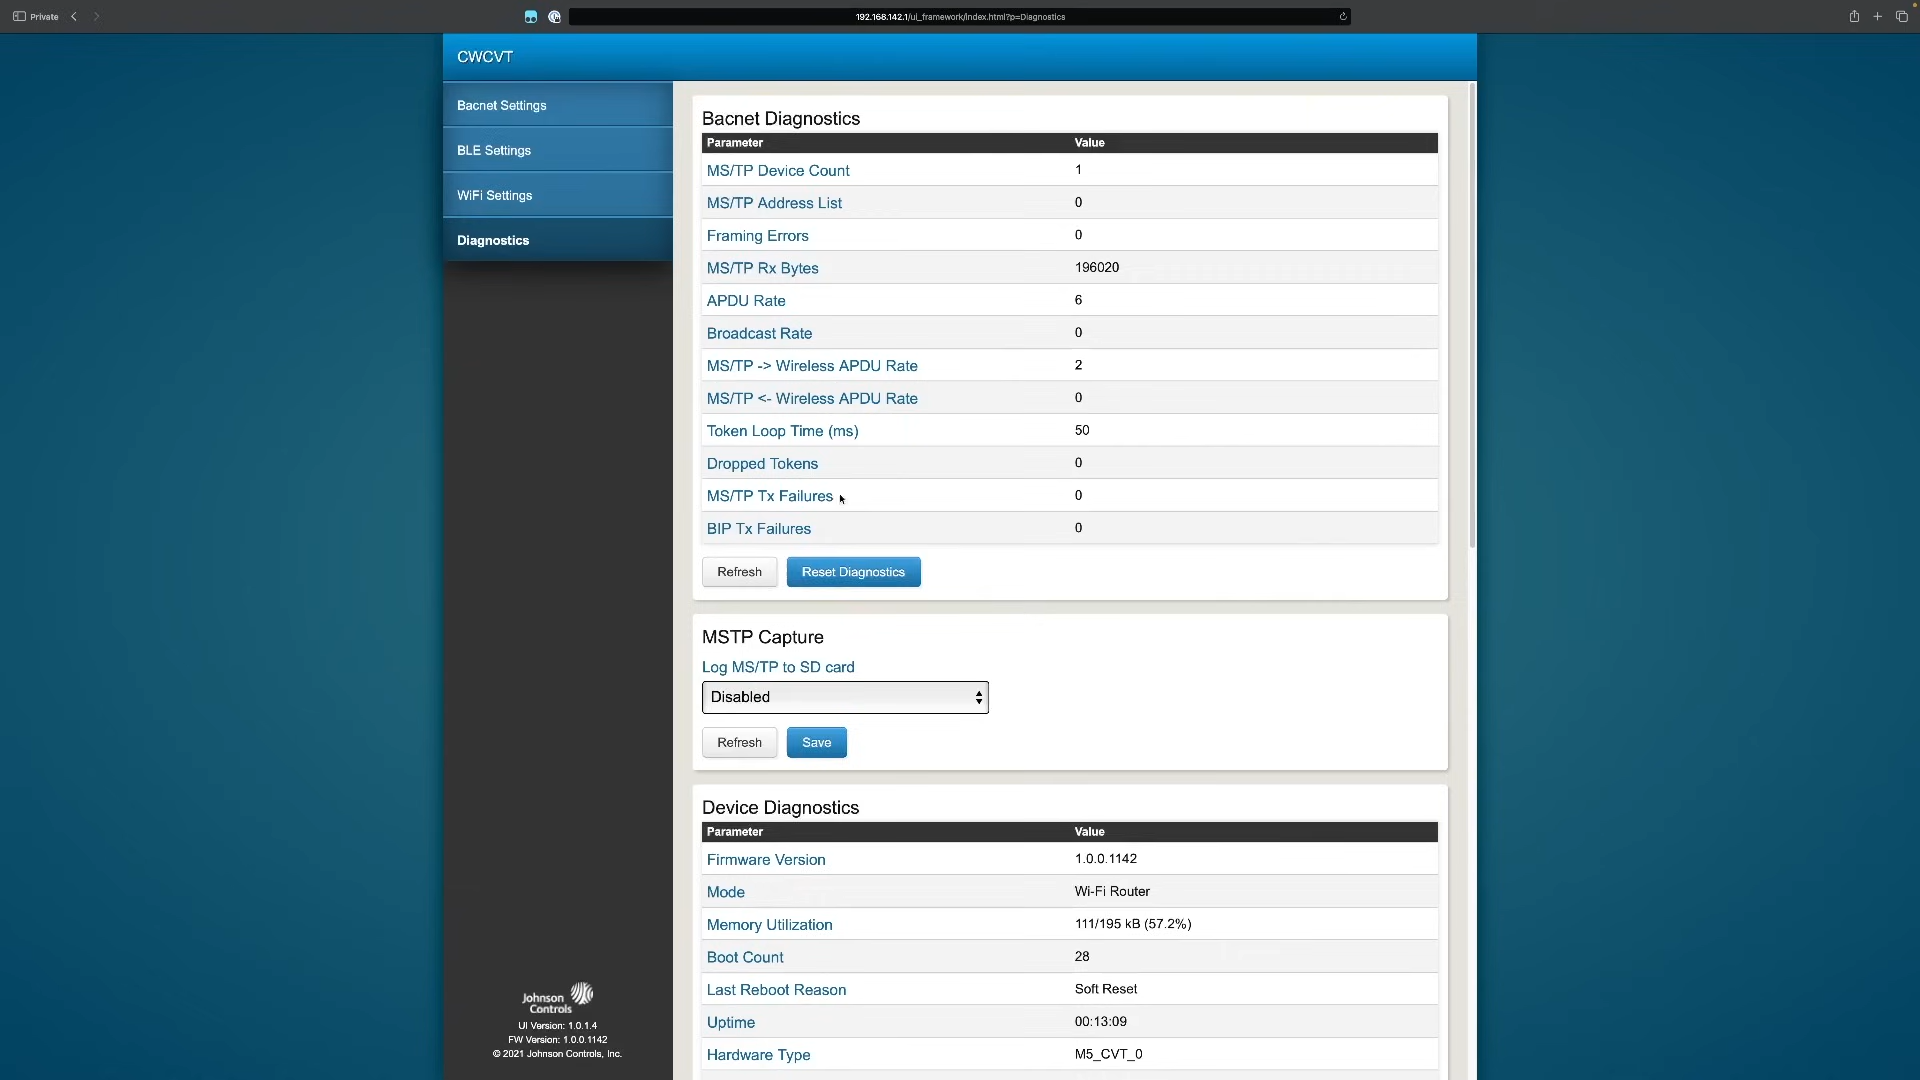 Private
192.168.142.1/ui_framework/index.html?p=Diagnostics
CWCVT
Bacnet Settings
BLE Settings
WiFi Settings
Diagnostics
Bacnet Diagnostics
Parameter Value
MS/TP Device Count 1
MS/TP Address List 0
Framing Errors 0
MS/TP Rx Bytes 196020
APDU Rate 6
Broadcast Rate 0
MS/TP -> Wireless APDU Rate 2
MS/TP <- Wireless APDU Rate 0
Token Loop Time (ms) 50
Dropped Tokens 0
MS/TP Tx Failures 0
BIP Tx Failures 0
Refresh Reset Diagnostics
MSTP Capture
Log MS/TP to SD card
Disabled
Refresh Save
Device Diagnostics
Parameter Value
Firmware Version 1.0.0.1142
Mode Wi-Fi Router
Memory Utilization 111/195 kB (57.2%)
Boot Count 28
Last Reboot Reason Soft Reset
Uptime 00:13:09
Hardware Type M5_CVT_0
Johnson
Controls
UI Version: 1.0.1.4
FW Version: 1.0.0.1142
© 2021 Johnson Controls, Inc.